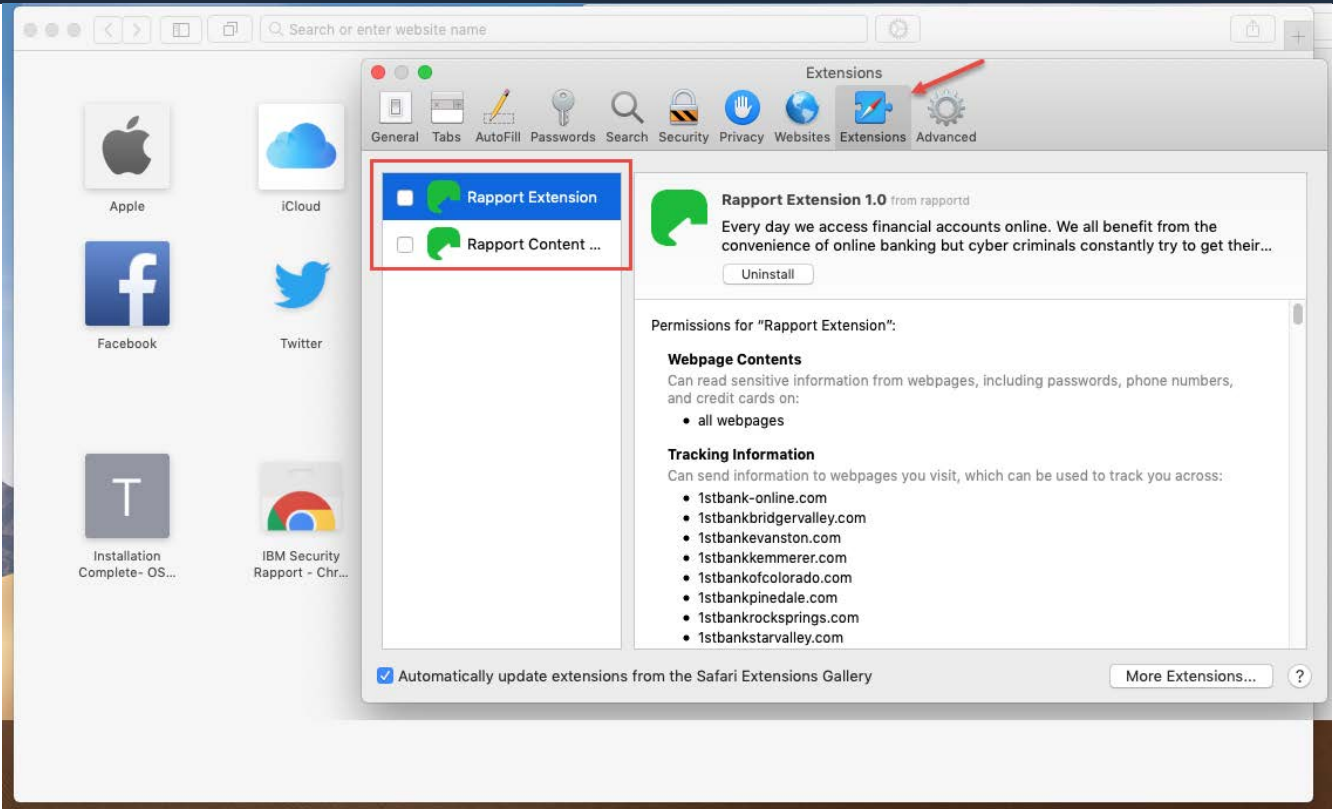 Search or enter website name
Extensions
General Tabs AutoFill Passwords Search Security Privacy Websites Extensions Advanced
Apple
iCloud
Facebook
Twitter
T
Installation
Complete- OS...
IBM Security
Rapport - Chr...
Rapport Extension
Rapport Content ...
Rapport Extension 1.0 from rapportd
Every day we access financial accounts online. We all benefit from the
convenience of online banking but cyber criminals constantly try to get their...
Uninstall
Permissions for “Rapport Extension”:
Webpage Contents
Can read sensitive information from webpages, including passwords, phone numbers,
and credit cards on:
• all webpages
Tracking Information
Can send information to webpages you visit, which can be used to track you across:
• 1stbank-online.com
• 1stbankbridgervalley.com
• 1stbankevanston.com
• 1stbankkemmerer.com
• 1stbankofcolorado.com
• 1stbankpinedale.com
• 1stbankrocksprings.com
• 1stbankstarvalley.com
Automatically update extensions from the Safari Extensions Gallery
More Extensions...
?